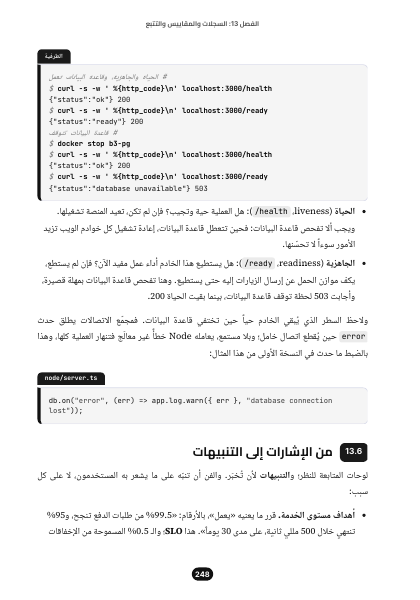 الفصل 13: السجلات والمقاييس والتتبع
الطرفية
# الحياة والجاهزية، وقاعدة البيانات تعمل
$ curl -s -w ' %{http_code}\n' localhost:3000/health
{"status":"ok"} 200
$ curl -s -w ' %{http_code}\n' localhost:3000/ready
{"status":"ready"} 200
# قاعدة البيانات تتوقف
$ docker stop b3-pg
$ curl -s -w ' %{http_code}\n' localhost:3000/health
{"status":"ok"} 200
$ curl -s -w ' %{http_code}\n' localhost:3000/ready
{"status":"database unavailable"} 503
• الحياة (liveness، /health): هل العملية حية وتجيب؟ فإن لم تكن، تعيد المنصة تشغيلها.
ويجب ألا تفحص قاعدة البيانات: فحين تتعطل قاعدة البيانات، إعادة تشغيل كل خوادم الويب تزيد
الأمور سوءاً لا تحسّنها.
• الجاهزية (readiness، /ready): هل يستطيع هذا الخادم أداء عمل مفيد الآن؟ فإن لم يستطع،
يكف موازن الحمل عن إرسال الزيارات إليه حتى يستطيع. وهنا تفحص قاعدة البيانات بمهلة قصيرة،
وأجابت 503 لحظة توقف قاعدة البيانات، بينما بقيت الحياة 200.
ولاحظ السطر الذي يُبقي الخادم حياً حين تختفي قاعدة البيانات. فمجمّع الاتصالات يطلق حدث
error حين يُقطع اتصال خامل؛ وبلا مستمع، يعامله Node خطأً غير معالَج فتنهار العملية كلها، وهذا
بالضبط ما حدث في النسخة الأولى من هذا المثال:
node/server.ts
db.on("error", (err) => app.log.warn({ err }, "database connection
lost"));
13.6 من الإشارات إلى التنبيهات
لوحات المتابعة للنظر؛ والتنبيهات لأن تُخبَر. والفن أن تنبّه على ما يشعر به المستخدمون، لا على كل
سبب:
• أهداف مستوى الخدمة. قرر ما يعنيه «يعمل»، بالأرقام: «99.5% من طلبات الدفع تنجح، و95%
تنتهي خلال 500 مللي ثانية، على مدى 30 يوماً». هذا SLO؛ والـ 0.5% المسموحة من الإخفاقات
248